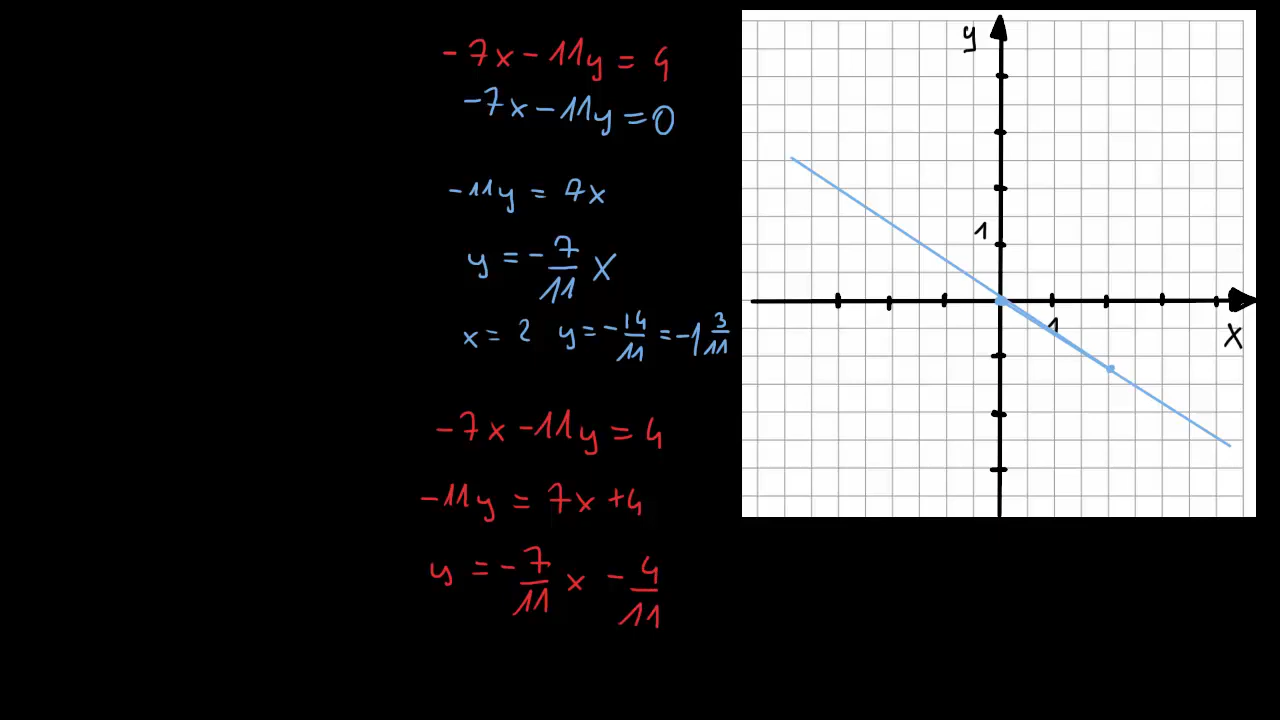 -7x-11y=4
-7x-11y=0
-11y=7x
y=-7/11 x
x=2 y=-14/11=-1 3/11
-7x-11y=4
-11y=7x+4
y=-7/11 x - 4/11
y
1
1
X